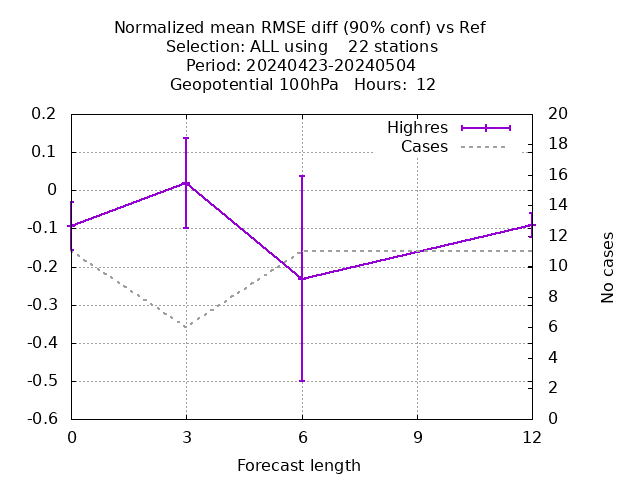 Normalized mean RMSE diff (90% conf) vs Ref
Selection: ALL using    22 stations
Period: 20240423-20240504
Geopotential 100hPa   Hours:  12
Highres
Cases
0.2
0.1
0
-0.1
-0.2
-0.3
-0.4
-0.5
-0.6
20
18
16
14
12
10
8
6
4
2
0
No cases
0 3 6 9 12
Forecast length